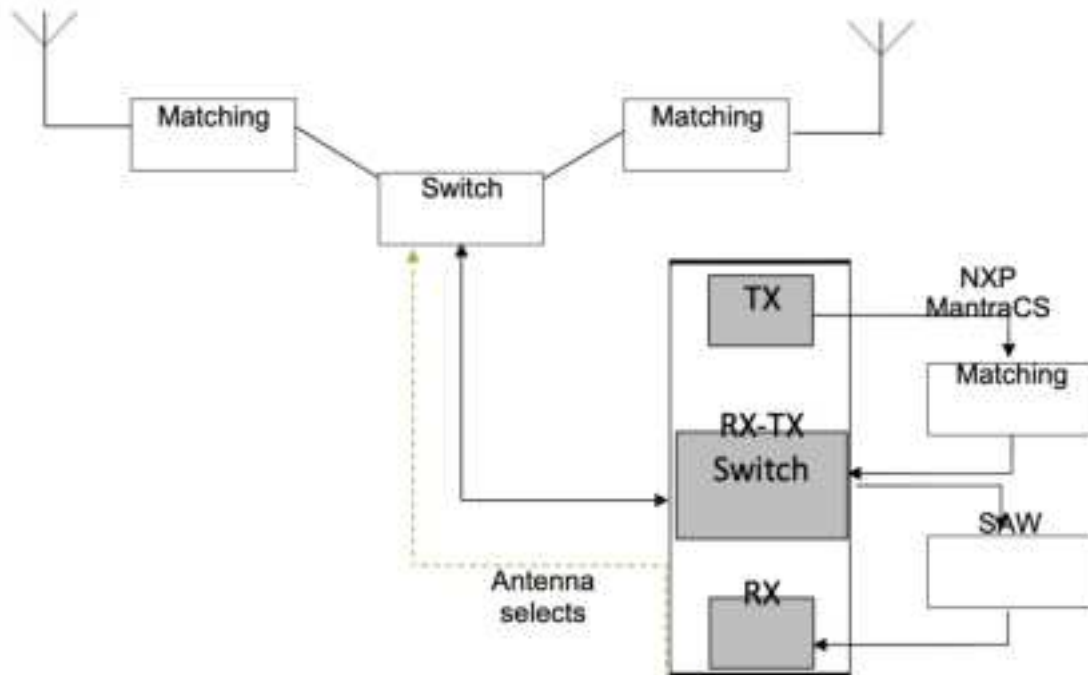 Matching
Matching
Switch
TX
NXP
MantraCS
Matching
RX-TX
Switch
SAW
Antenna
selects
RX